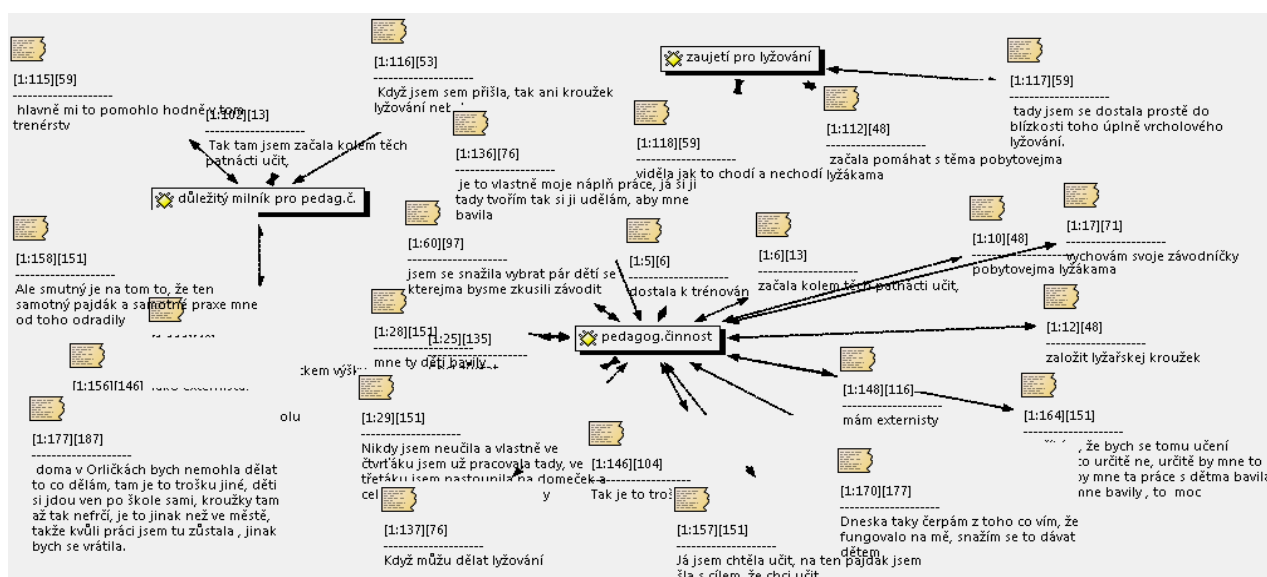 [1:115][59]
hlavně mi to pomohlo hodně v tom
trenérstv
[1:102][13]
Tak tam jsem začala kolem těch
patnácti učit,
[1:116][53]
Když jsem sem přišla, tak ani kroužek
lyžování
zaujetí pro lyžování
[1:117][59]
tady jsem se dostala prostě do
blízkosti toho úplně vrcholového
lyžování.
[1:118][59]
viděla jak to chodí a nechodí
[1:112][48]
začala pomáhat s těma pobytovejma
lyžákama
[1:136][76]
je to vlastně moje náplň práce, já si ji
tady tvořím tak si ji udělám, aby mne
bavila
důležitý milník pro pedag.č.
[1:158][151]
Ale smutný je na tom to, že ten
samotný pajdák a samotné praxe mne
od toho odradily
[1:60][97]
jsem se snažila vybrat pár dětí se
kterejma bysme zkusili závodit
[1:5][6]
dostala k trénován
[1:6][13]
začala kolem těch patnácti učit,
[1:10][48]
pobytovejma lyžákama
[1:17][71]
vychovám svoje závodničky
[1:28][151]
mne ty děti bavily
[1:25][135]
pedagog.činnost
[1:12][48]
založit lyžařskej kroužek
[1:156][146]
olu
[1:148][116]
mám externisty
[1:164][151]
, že bych se tomu učení
určitě ne, určitě by mne to
ta práce s dětma bavila
mne bavily , to moc
[1:177][187]
doma v Orličkách bych nemohla dělat
to co dělám, tam je to trošku jiné, děti
si jdou ven po škole sami, kroužky tam
až tak nefrčí, je to jinak než ve městě,
takže kvůli práci jsem tu zůstala , jinak
bych se vrátila.
[1:29][151]
Nikdy jsem neučila a vlastně ve
čtvrťáku jsem už pracovala tady, ve
třeťáku jsem nastoupila na domeček a
cel
[1:146][104]
Tak je to troš
[1:170][177]
Dneska taky čerpám z toho co vím, že
fungovalo na mě, snažím se to dávat
dětem
[1:137][76]
Když můžu dělat lyžování
[1:157][151]
Já jsem chtěla učit, na ten pajdák jsem
šla s cílem, že chci učit